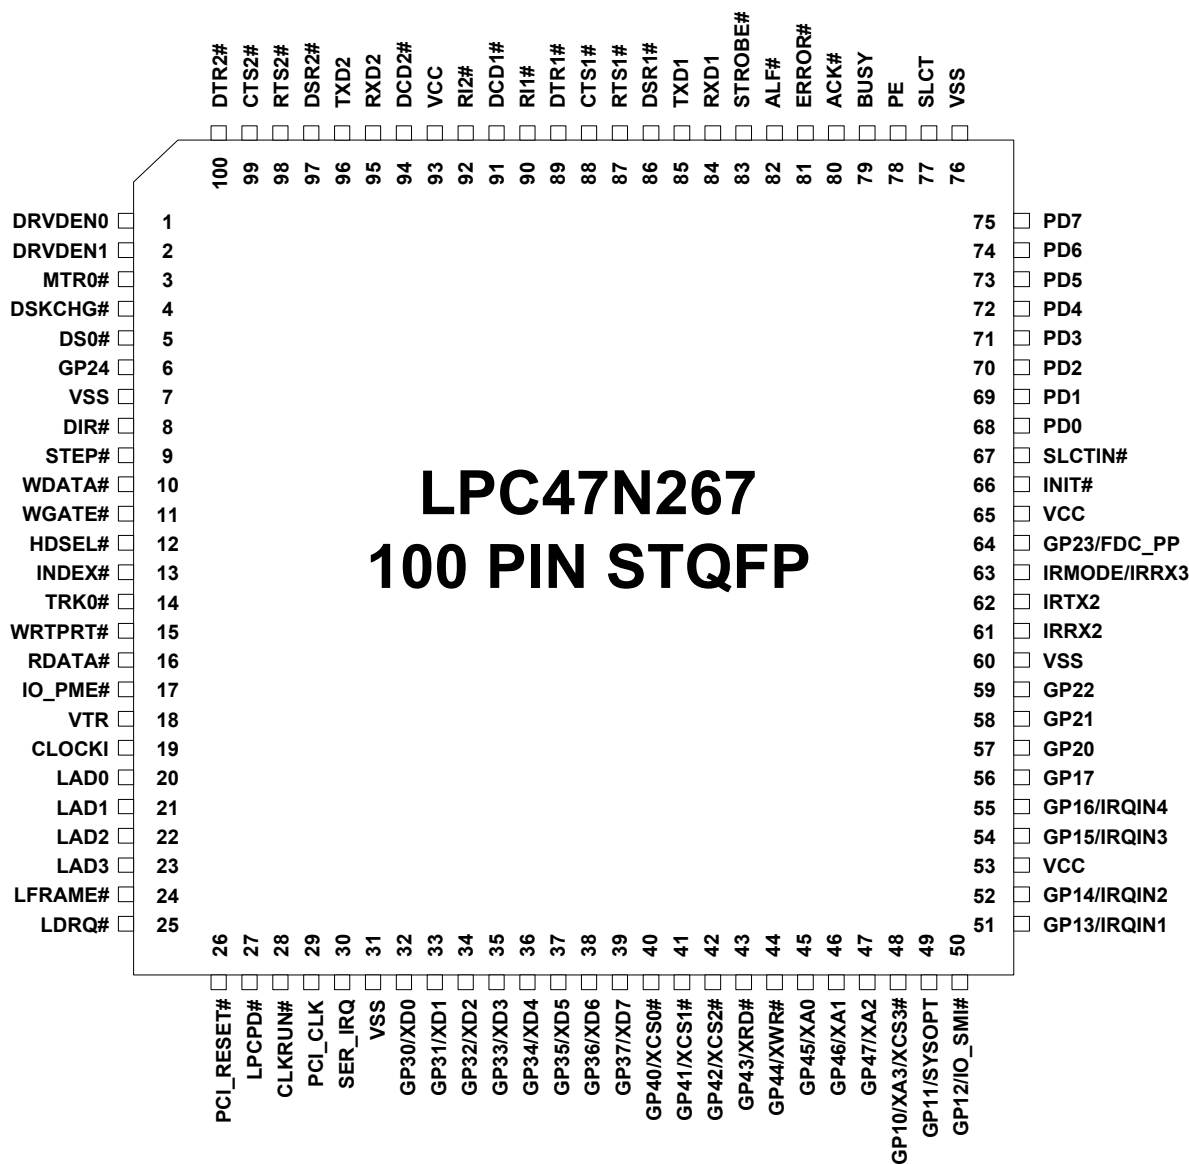 DTR2#
CTS2#
RTS2#
DSR2#
TXD2
RXD2
DCD2#
VCC
RI2#
DCD1#
RI1#
DTR1#
CTS1#
RTS1#
DSR1#
TXD1
RXD1
STROBE#
ALF#
ERROR#
ACK#
BUSY
PE
SLCT
VSS
100
99
98
97
96
95
94
93
92
91
90
89
88
87
86
85
84
83
82
81
80
79
78
77
76
DRVDEN0 1
DRVDEN1 2
MTR0# 3
DSKCHG# 4
DS0# 5
GP24 6
VSS 7
DIR# 8
STEP# 9
WDATA# 10
WGATE# 11
HDSEL# 12
INDEX# 13
TRK0# 14
WRTPRT# 15
RDATA# 16
IO_PME# 17
VTR 18
CLOCKI 19
LAD0 20
LAD1 21
LAD2 22
LAD3 23
LFRAME# 24
LDRQ# 25
LPC47N267
100 PIN STQFP
75 PD7
74 PD6
73 PD5
72 PD4
71 PD3
70 PD2
69 PD1
68 PD0
67 SLCTIN#
66 INIT#
65 VCC
64 GP23/FDC_PP
63 IRMODE/IRRX3
62 IRTX2
61 IRRX2
60 VSS
59 GP22
58 GP21
57 GP20
56 GP17
55 GP16/IRQIN4
54 GP15/IRQIN3
53 VCC
52 GP14/IRQIN2
51 GP13/IRQIN1
26
27
28
29
30
31
32
33
34
35
36
37
38
39
40
41
42
43
44
45
46
47
48
49
50
PCI_RESET#
LPCPD#
CLKRUN#
PCI_CLK
SER_IRQ
VSS
GP30/XD0
GP31/XD1
GP32/XD2
GP33/XD3
GP34/XD4
GP35/XD5
GP36/XD6
GP37/XD7
GP40/XCS0#
GP41/XCS1#
GP42/XCS2#
GP43/XRD#
GP44/XWR#
GP45/XA0
GP46/XA1
GP47/XA2
GP10/XA3/XCS3#
GP11/SYSOPT
GP12/IO_SMI#